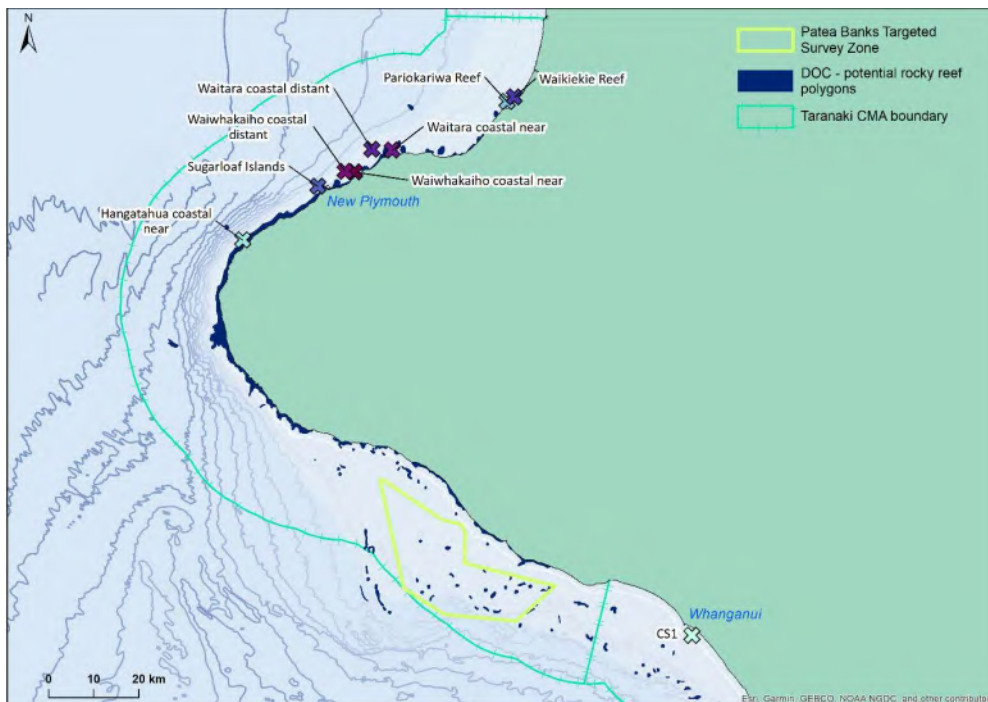 N
Patea Banks Targeted
Survey Zone
DOC - potential rocky reef
polygons
Taranaki CMA boundary
Pariokariwa Reef
Waikiekie Reef
Waitara coastal distant
Waiwhakaiho coastal
distant
Waitara coastal near
Sugarloaf Islands
Waiwhakaiho coastal near
New Plymouth
Hangatahua coastal
near
Whanganui
CS1
0 10 20 km
Esri, Garmin, GEBCO, NOAA NGDC, and other contributors